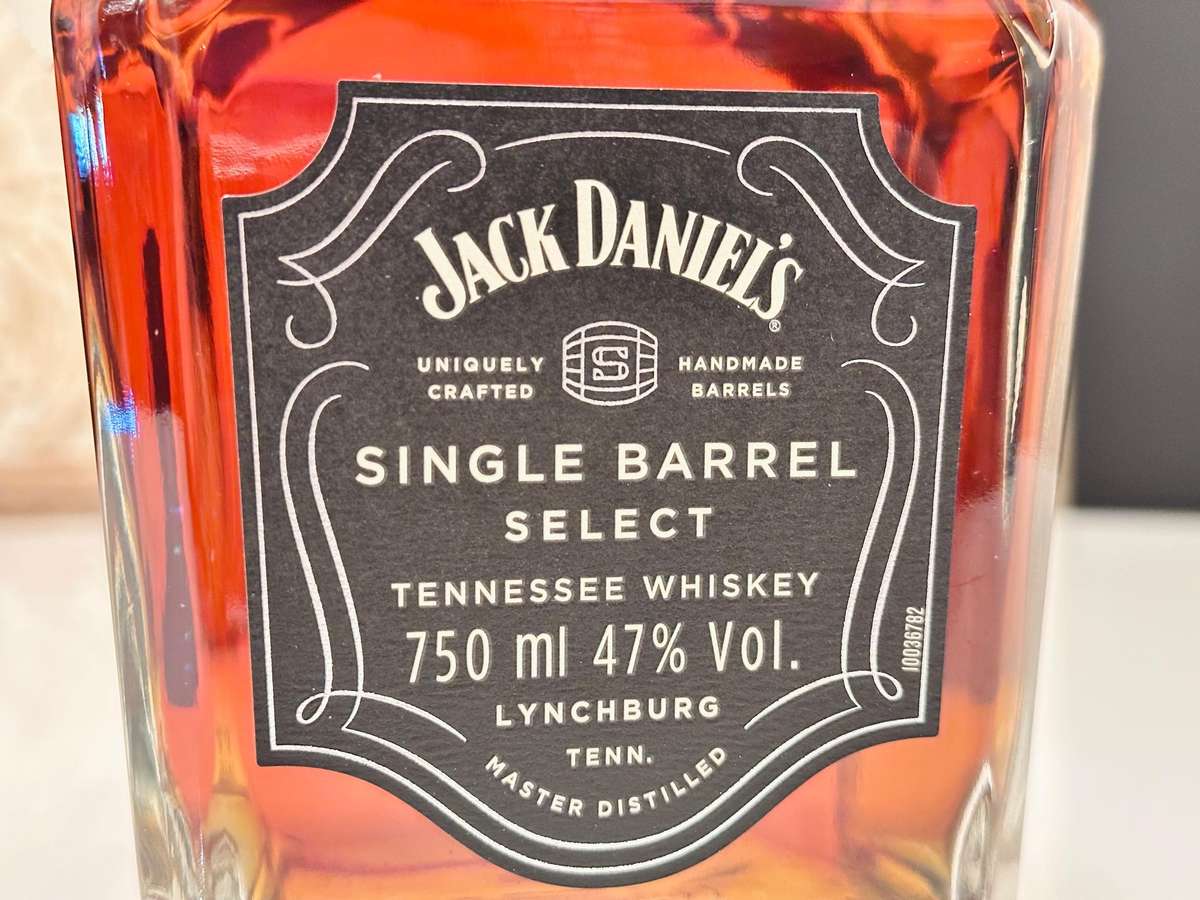 JACK DANIEL'S®
UNIQUELY
CRAFTED
S
HANDMADE
BARRELS
SINGLE BARREL
SELECT
TENNESSEE WHISKEY
750 ml 47% Vol.
LYNCHBURG
TENN.
MASTER DISTILLED
10036782